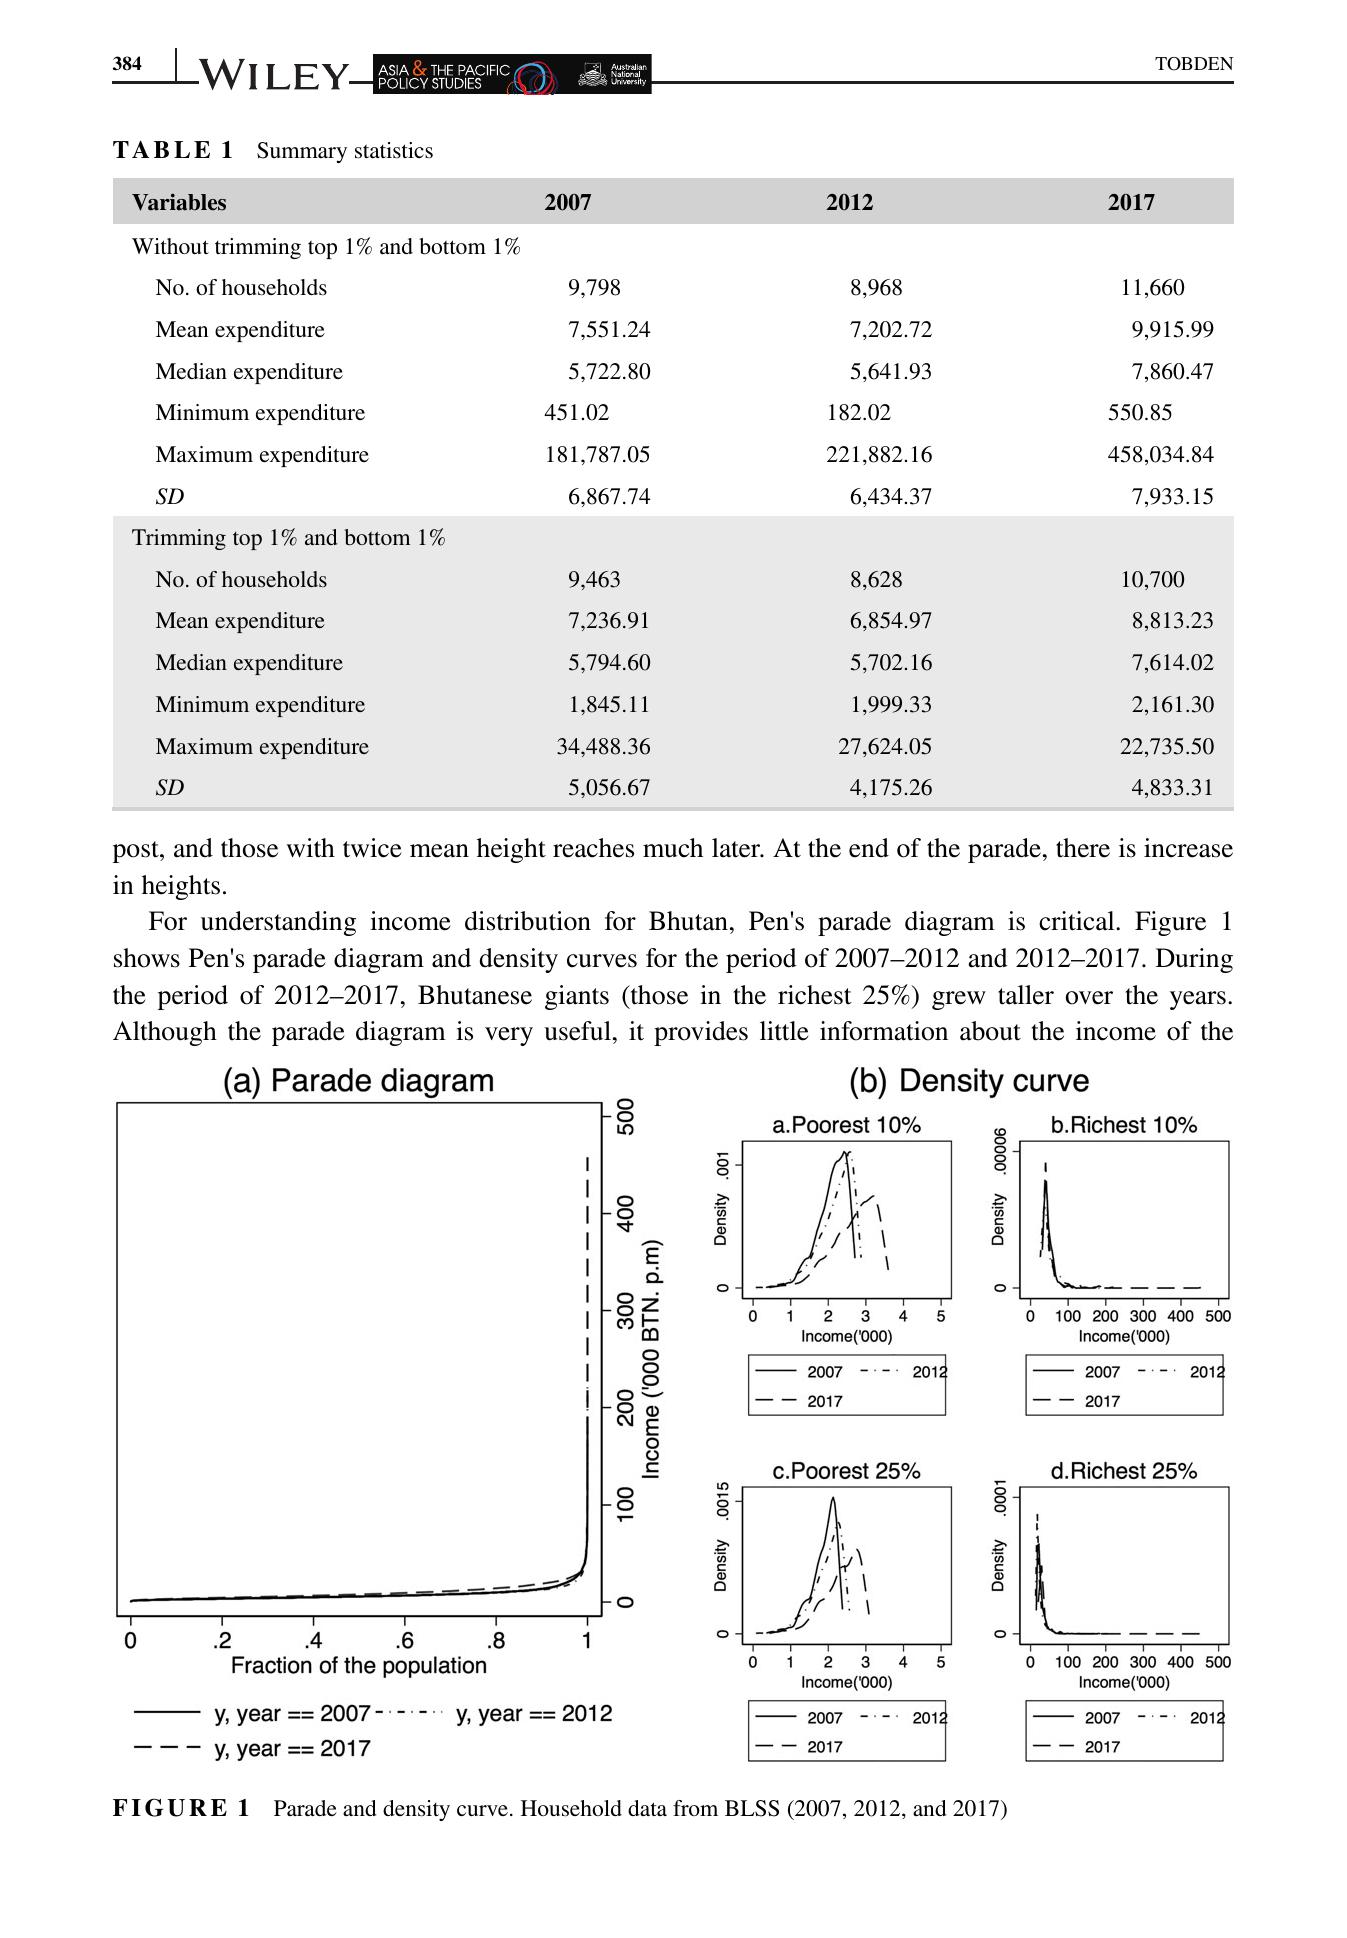 384
WILEY
ASIA & THE PACIFIC
POLICY STUDIES
Australian
National
University
TOBDEN
TABLE 1 Summary statistics
Variables 2007 2012 2017
Without trimming top 1% and bottom 1%
No. of households 9,798 8,968 11,660
Mean expenditure 7,551.24 7,202.72 9,915.99
Median expenditure 5,722.80 5,641.93 7,860.47
Minimum expenditure 451.02 182.02 550.85
Maximum expenditure 181,787.05 221,882.16 458,034.84
SD 6,867.74 6,434.37 7,933.15
Trimming top 1% and bottom 1%
No. of households 9,463 8,628 10,700
Mean expenditure 7,236.91 6,854.97 8,813.23
Median expenditure 5,794.60 5,702.16 7,614.02
Minimum expenditure 1,845.11 1,999.33 2,161.30
Maximum expenditure 34,488.36 27,624.05 22,735.50
SD 5,056.67 4,175.26 4,833.31
post, and those with twice mean height reaches much later. At the end of the parade, there is increase
in heights.
For understanding income distribution for Bhutan, Pen's parade diagram is critical. Figure 1
shows Pen's parade diagram and density curves for the period of 2007–2012 and 2012–2017. During
the period of 2012–2017, Bhutanese giants (those in the richest 25%) grew taller over the years.
Although the parade diagram is very useful, it provides little information about the income of the
(a) Parade diagram
0 100 200 300 400 500
Income ('000 BTN. p.m)
0 .2 .4 .6 .8 1
Fraction of the population
y, year == 2007 y, year == 2012
y, year == 2017
(b) Density curve
a.Poorest 10%
Density
0 .001
0 1 2 3 4 5
Income('000)
2007 2012
2017
b.Richest 10%
Density
0 .00006
0 100 200 300 400 500
Income('000)
2007 2012
2017
c.Poorest 25%
Density
0 .0015
0 1 2 3 4 5
Income('000)
2007 2012
2017
d.Richest 25%
Density
0 .0001
0 100 200 300 400 500
Income('000)
2007 2012
2017
FIGURE 1 Parade and density curve. Household data from BLSS (2007, 2012, and 2017)